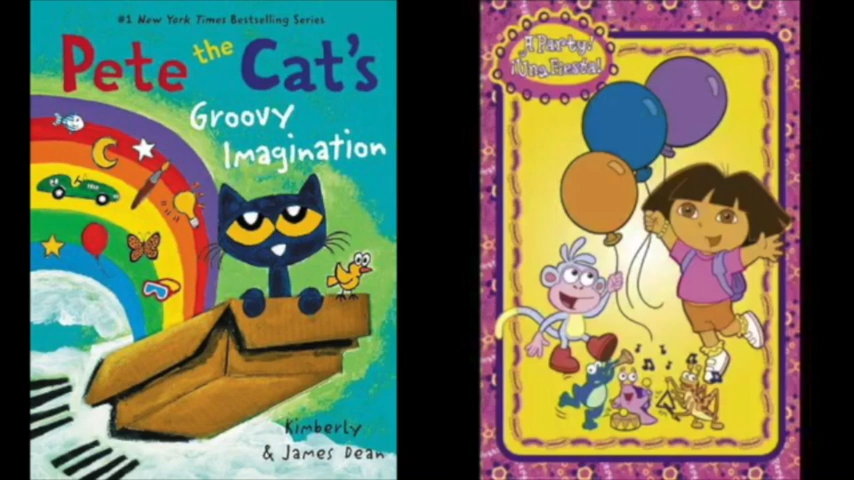 #1 New York Times Bestselling Series
Pete the Cat's
Groovy
Imagination
Kimberly
& James Dean
A Party!
¡Una Fiesta!